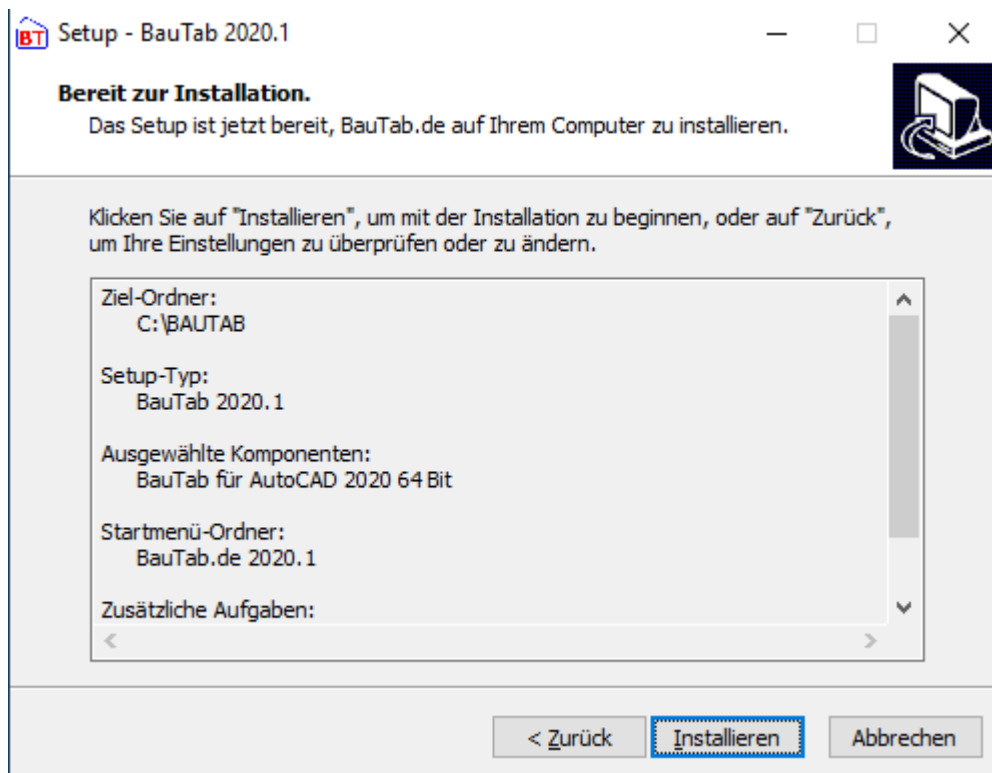 BT Setup - BauTab 2020.1
Bereit zur Installation.
Das Setup ist jetzt bereit, BauTab.de auf Ihrem Computer zu installieren.
Klicken Sie auf "Installieren", um mit der Installation zu beginnen, oder auf "Zurück",
um Ihre Einstellungen zu überprüfen oder zu ändern.
Ziel-Ordner:
C:\BAUTAB
Setup-Typ:
BauTab 2020.1
Ausgewählte Komponenten:
BauTab für AutoCAD 2020 64 Bit
Startmenü-Ordner:
BauTab.de 2020.1
Zusätzliche Aufgaben:
< Zurück Installieren Abbrechen